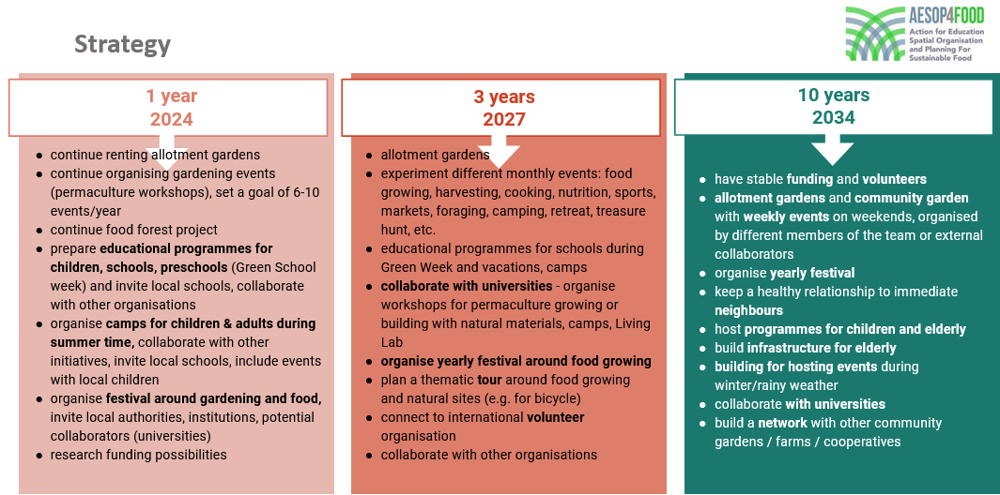 Strategy
AESOP4FOOD
Action for Education
Spatial Organisation
and Planning For
Sustainable Food
1 year
2024
● continue renting allotment gardens
● continue organising gardening events
(permaculture workshops), set a goal of 6-10
events/year
● continue food forest project
● prepare educational programmes for
children, schools, preschools (Green School
week) and invite local schools, collaborate
with other organisations
● organise camps for children & adults during
summer time, collaborate with other
initiatives, invite local schools, include events
with local children
● organise festival around gardening and food,
invite local authorities, institutions, potential
collaborators (universities)
● research funding possibilities
3 years
2027
● allotment gardens
● experiment different monthly events: food
growing, harvesting, cooking, nutrition, sports,
markets, foraging, camping, retreat, treasure
hunt, etc.
● educational programmes for schools during
Green Week and vacations, camps
● collaborate with universities - organise
workshops for permaculture growing or
building with natural materials, camps, Living
Lab
● organise yearly festival around food growing
● plan a thematic tour around food growing
and natural sites (e.g. for bicycle)
● connect to international volunteer
organisation
● collaborate with other organisations
10 years
2034
● have stable funding and volunteers
● allotment gardens and community garden
with weekly events on weekends, organised
by different members of the team or external
collaborators
● organise yearly festival
● keep a healthy relationship to immediate
neighbours
● host programmes for children and elderly
● build infrastructure for elderly
● building for hosting events during
winter/rainy weather
● collaborate with universities
● build a network with other community
gardens / farms / cooperatives